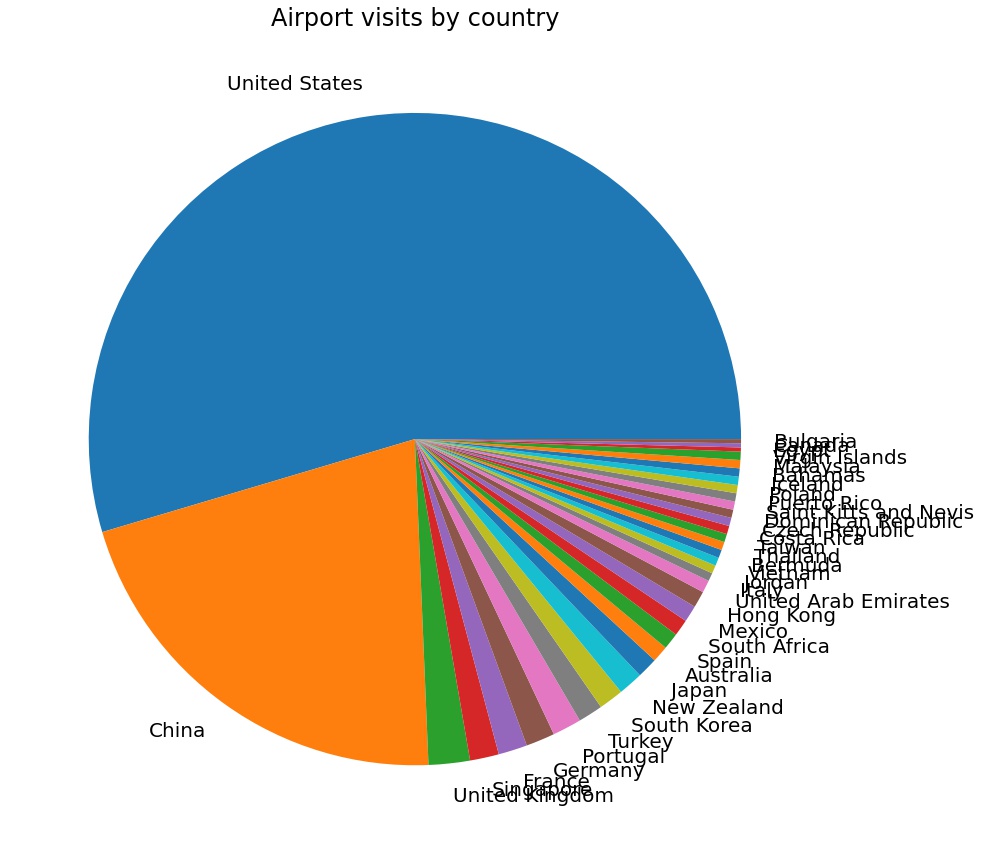 Airport visits by country
United States
Bulgaria
Canada
Egypt
Virgin Islands
Malaysia
Bahamas
Iceland
Poland
Puerto Rico
Saint Kitts and Nevis
Dominican Republic
Czech Republic
Costa Rica
Taiwan
Thailand
Bermuda
Vietnam
Jordan
Italy
United Arab Emirates
Hong Kong
Mexico
South Africa
Spain
Australia
Japan
New Zealand
South Korea
Turkey
Portugal
Germany
France
Singapore
United Kingdom
China